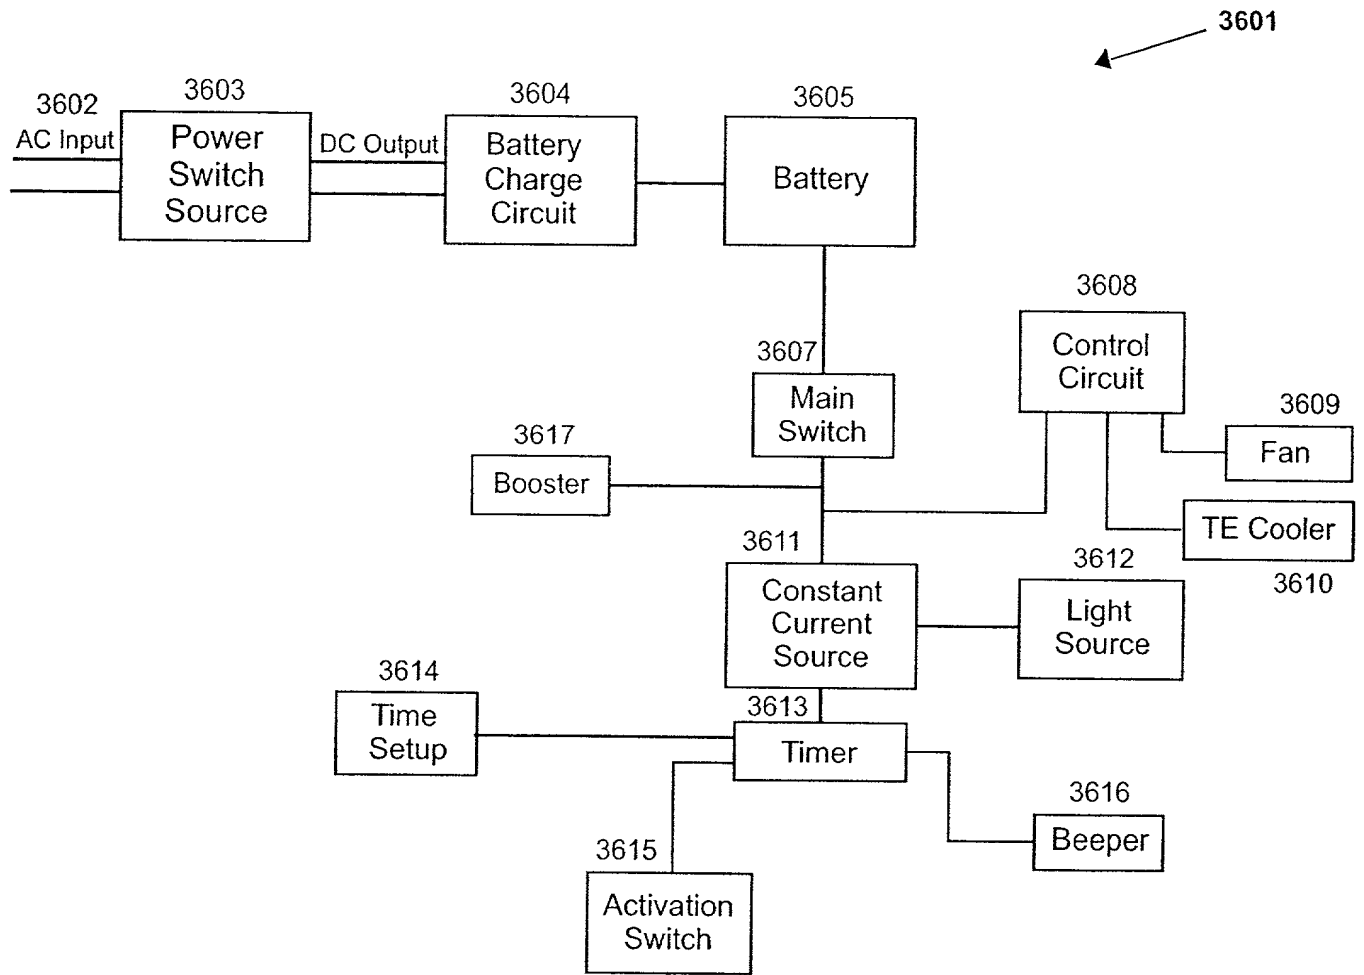 3601
3602
AC Input
3603
Power
Switch
Source
DC Output
3604
Battery
Charge
Circuit
3605
Battery
3607
Main
Switch
3608
Control
Circuit
3609
Fan
TE Cooler
3610
3617
Booster
3611
Constant
Current
Source
3612
Light
Source
3614
Time
Setup
3613
Timer
3616
Beeper
3615
Activation
Switch